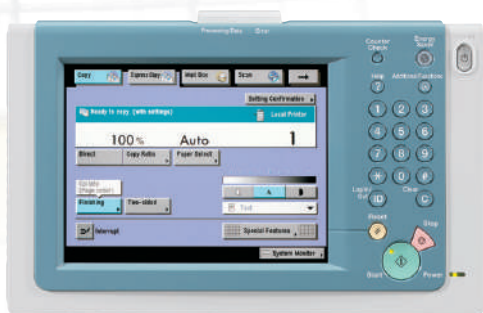 Processing/Data Error
Counter Check
Energy Saver
Copy
Express Copy
Mail Box
Scan
Help
Additional Functions
Setting Confirmation
Ready to copy. (with settings)
Local Printer
100%
Auto
1
Direct
Copy Ratio
Paper Select
1 2 3
4 5 6
7 8 9
0
ID
C
Clear
A
Finishing
Two-sided
Text
Reset
Stop
Interrupt
Special Features
System Monitor
Start
Power